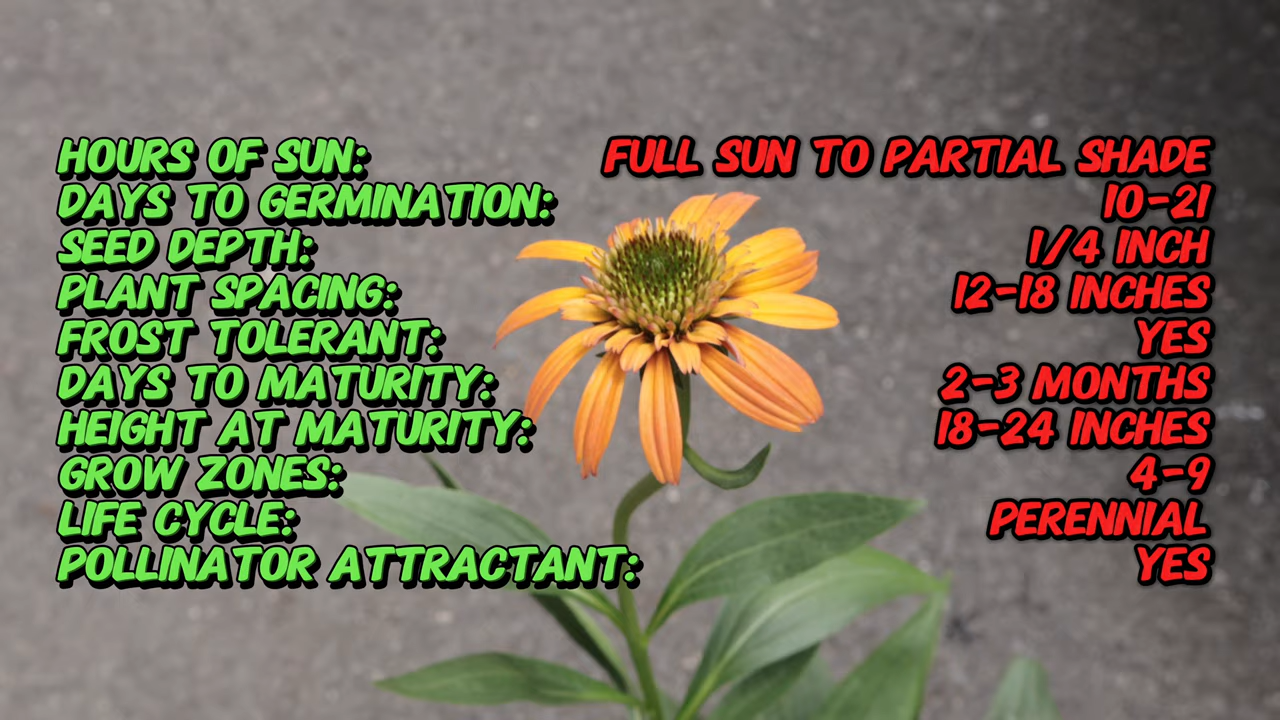 HOURS OF SUN: FULL SUN TO PARTIAL SHADE
DAYS TO GERMINATION: 10-21
SEED DEPTH: 1/4 INCH
PLANT SPACING: 12-18 INCHES
FROST TOLERANT: YES
DAYS TO MATURITY: 2-3 MONTHS
HEIGHT AT MATURITY: 18-24 INCHES
GROW ZONES: 4-9
LIFE CYCLE: PERENNIAL
POLLINATOR ATTRACTANT: YES